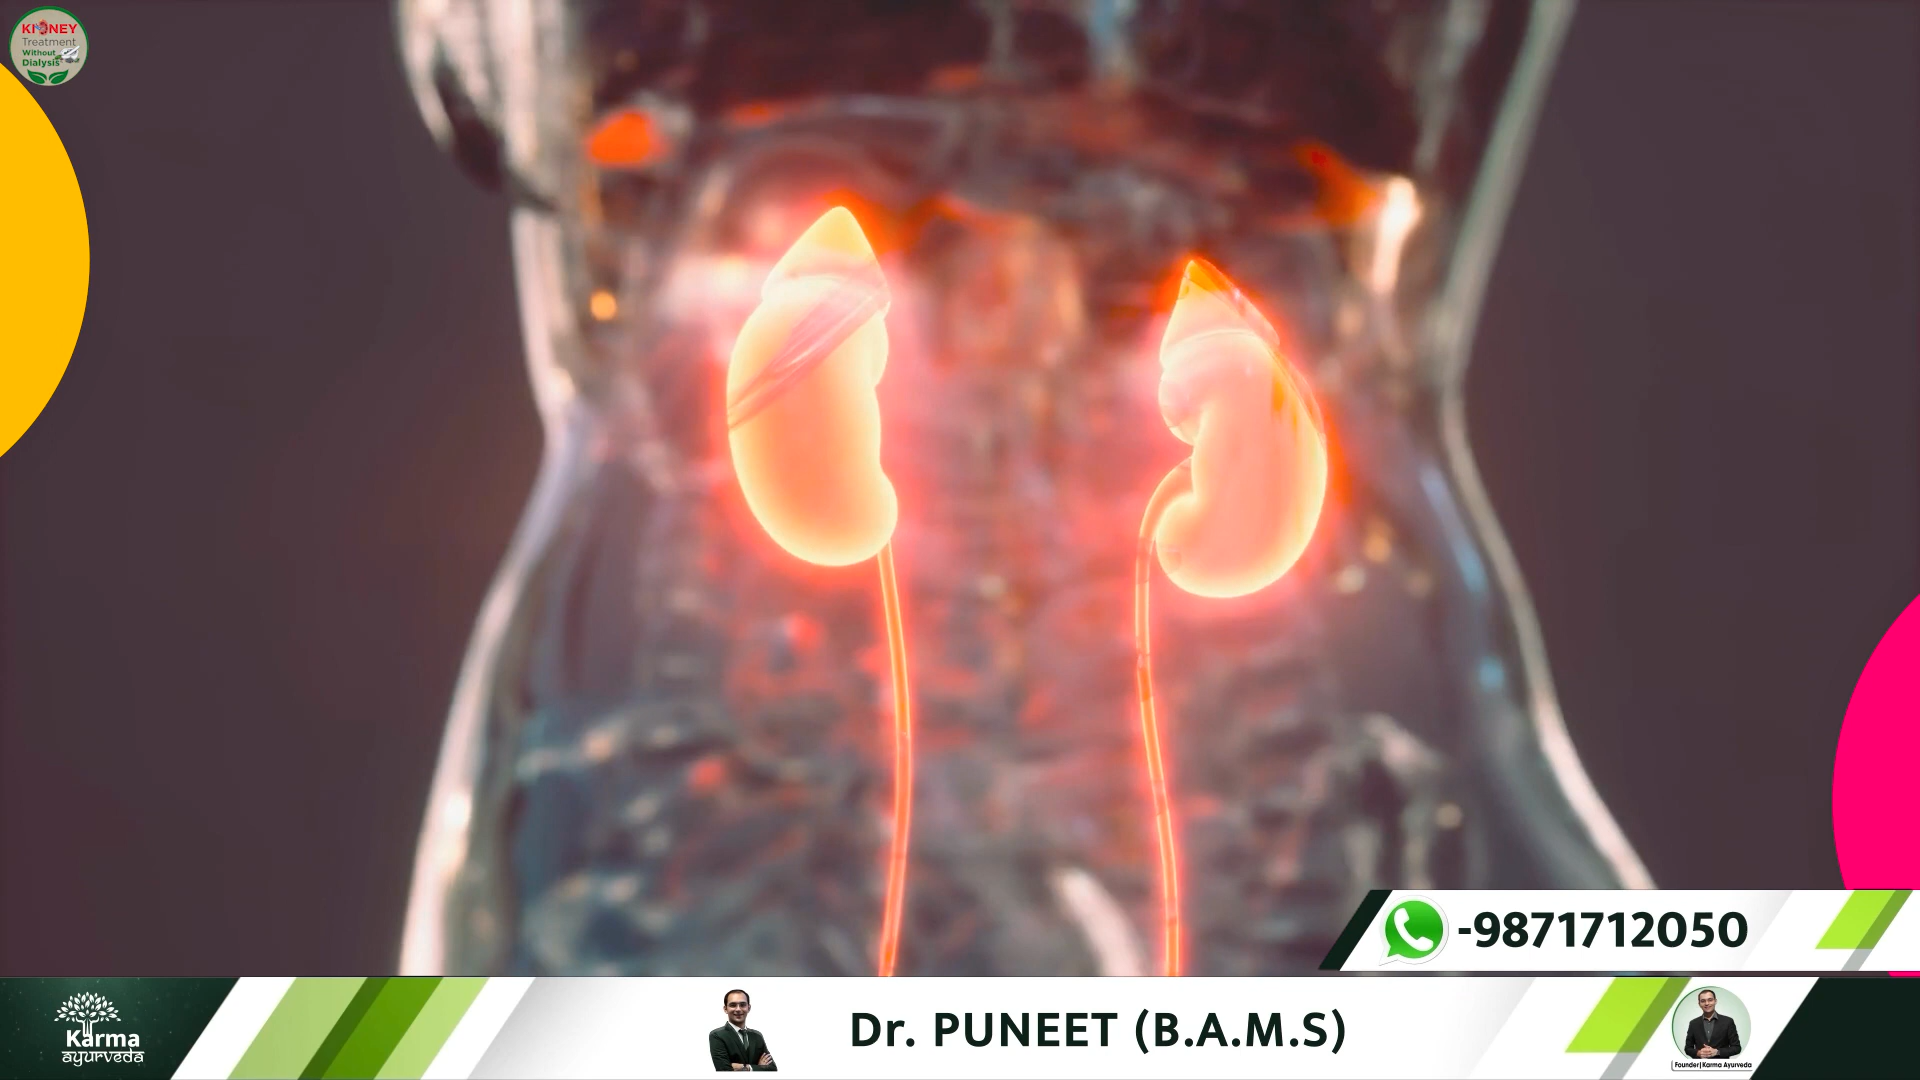 KIDNEY
Treatment
Without
Dialysis
-9871712050
Karma
ayurveda
Dr. PUNEET (B.A.M.S)
Founder|Karma Ayurveda